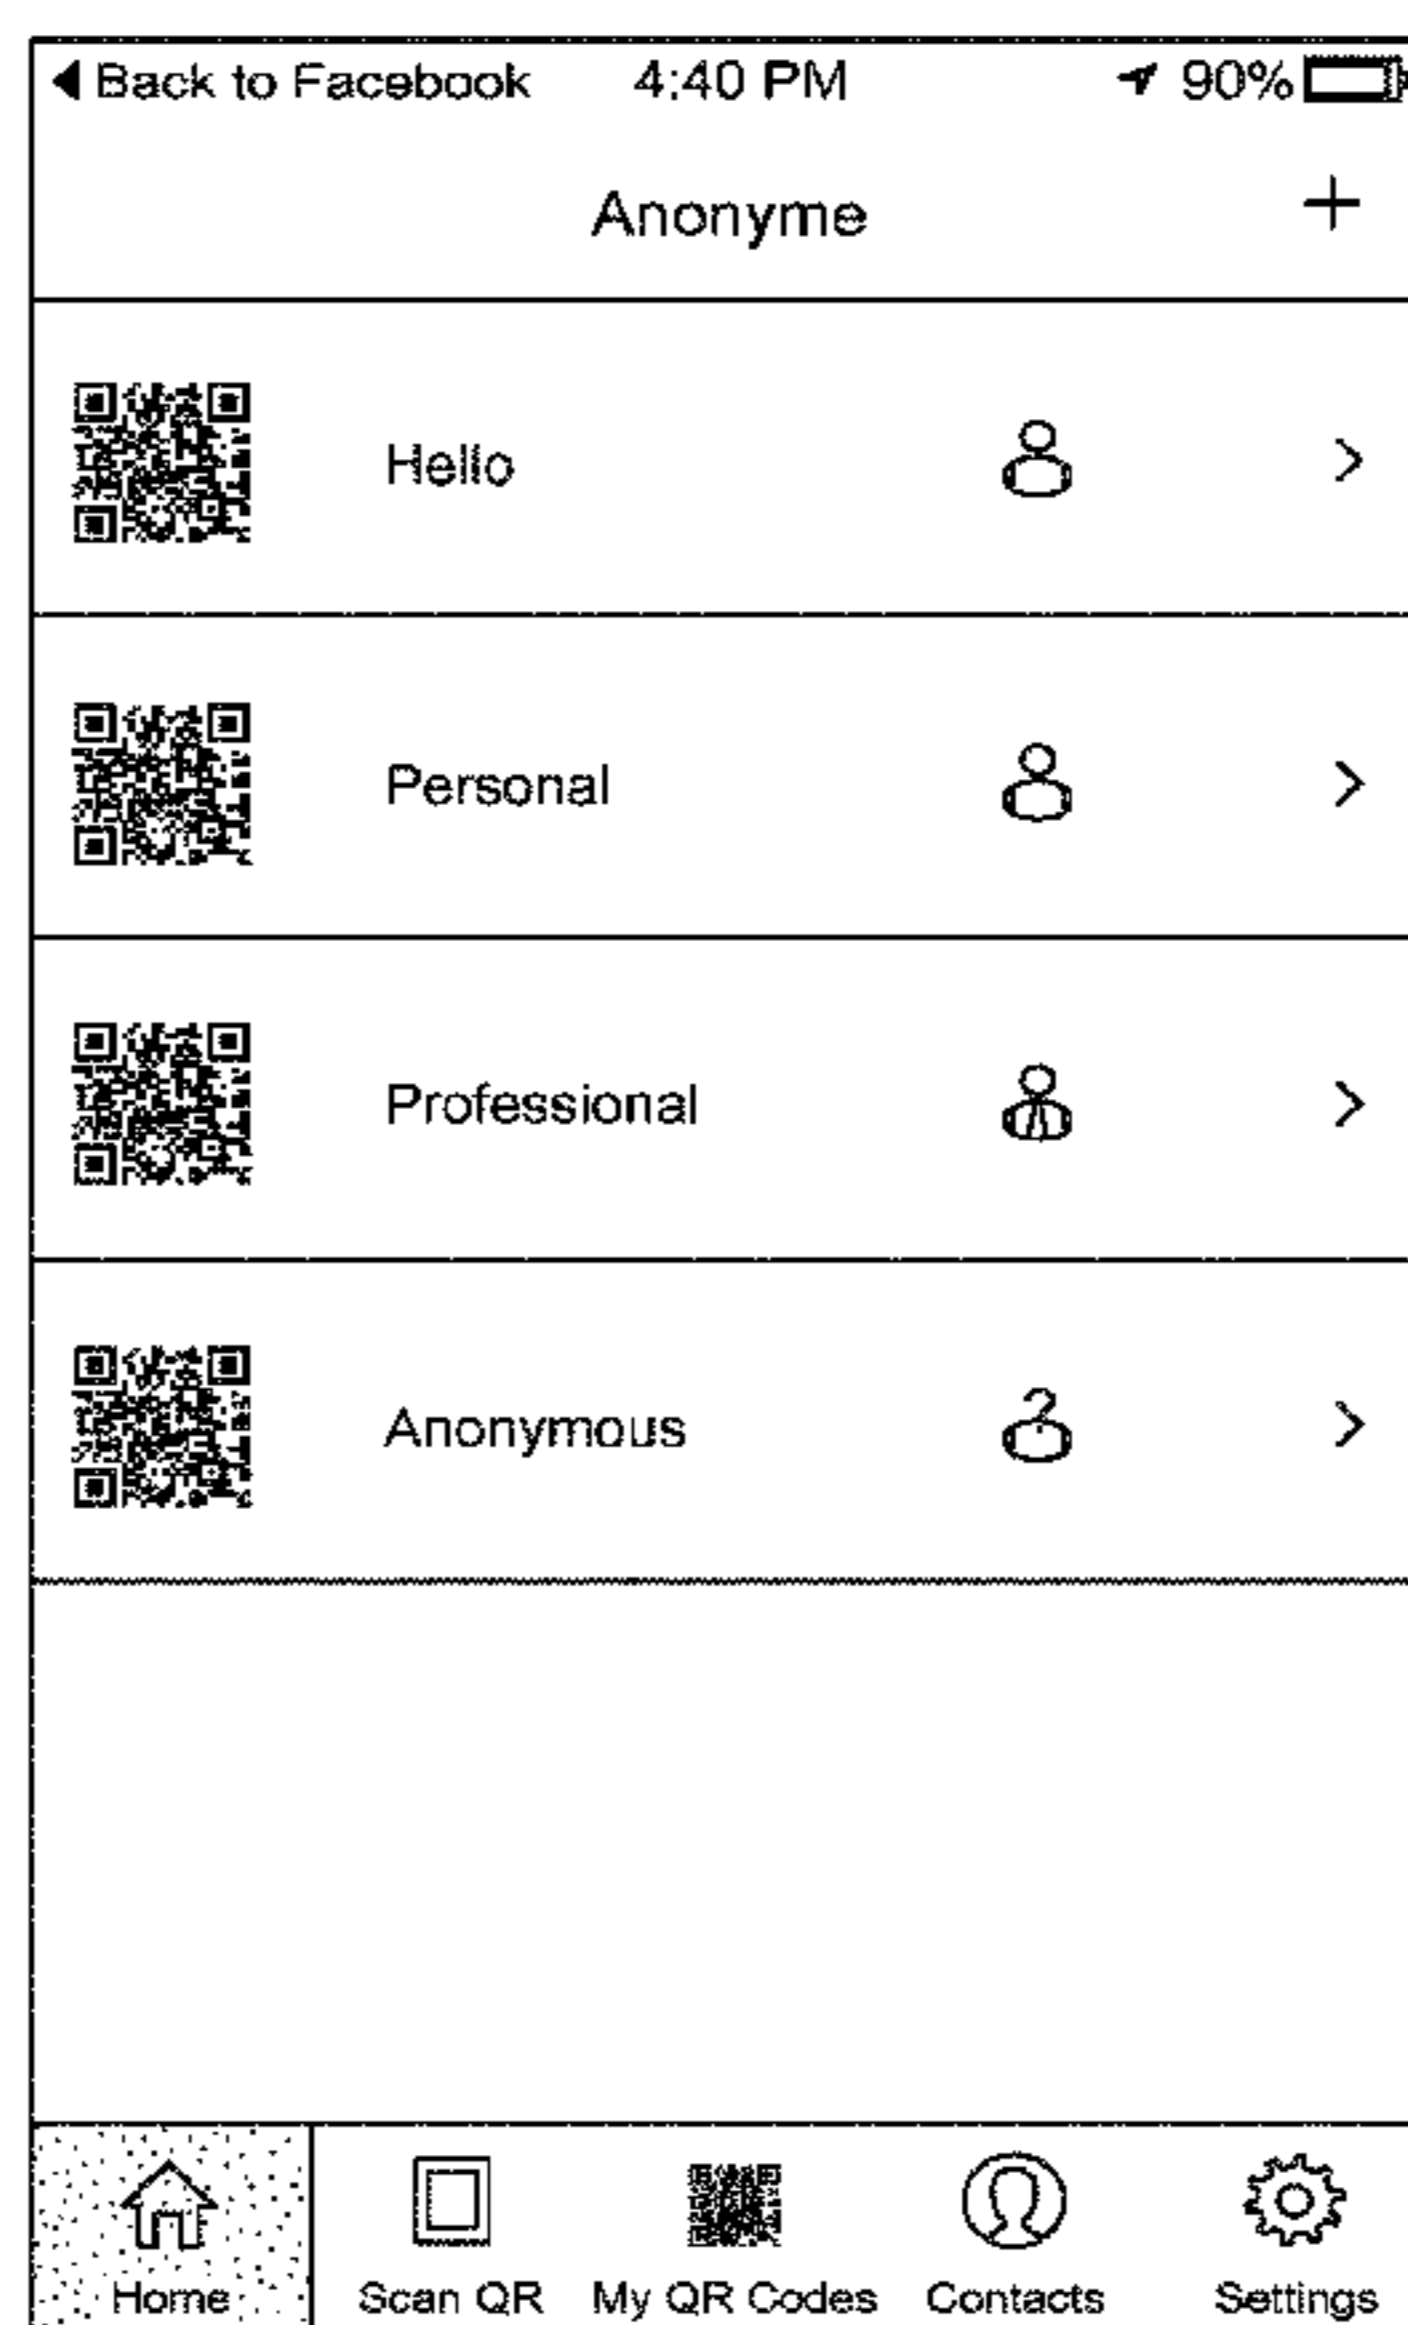 Back to Facebook 4:40 PM 90%
Anonyme +
Hello
Personal
Professional
Anonymous
Home Scan QR My QR Codes Contacts Settings